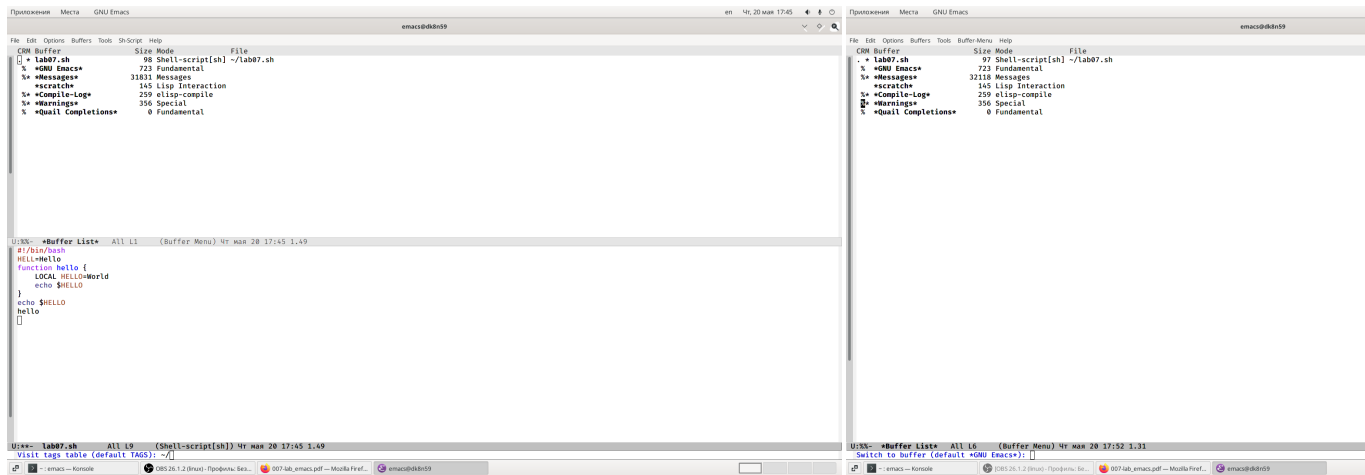 Приложения Места GNU Emacs en Чт, 20 мая 17:45
emacs@dk8n59
File Edit Options Buffers Tools Sh-Script Help
CRM Buffer Size Mode File
. * lab07.sh 98 Shell-script[sh] ~/lab07.sh
% *GNU Emacs* 723 Fundamental
%* *Messages* 31831 Messages
*scratch* 145 Lisp Interaction
%* *Compile-Log* 259 elisp-compile
%* *Warnings* 356 Special
% *Quail Completions* 0 Fundamental
U:%%- *Buffer List* All L1 (Buffer Menu) Чт мая 20 17:45 1.49
#!/bin/bash
HELL=Hello
function hello {
LOCAL HELLO=World
echo $HELLO
}
echo $HELLO
hello
U:**- lab07.sh All L9 (Shell-script[sh]) Чт мая 20 17:45 1.49
Visit tags table (default TAGS): ~/
~ : emacs — Konsole OBS 26.1.2 (linux) - Профиль: Без... 007-lab_emacs.pdf — Mozilla Firef... emacs@dk8n59
Приложения Места GNU Emacs
emacs@dk8n59
File Edit Options Buffers Tools Buffer-Menu Help
CRM Buffer Size Mode File
. * lab07.sh 97 Shell-script[sh] ~/lab07.sh
% *GNU Emacs* 723 Fundamental
%* *Messages* 32118 Messages
*scratch* 145 Lisp Interaction
%* *Compile-Log* 259 elisp-compile
%* *Warnings* 356 Special
% *Quail Completions* 0 Fundamental
U:%%- *Buffer List* All L6 (Buffer Menu) Чт мая 20 17:52 1.31
Switch to buffer (default *GNU Emacs*):
~ : emacs — Konsole [OBS 26.1.2 (linux) - Профиль: Бе... 007-lab_emacs.pdf — Mozilla Firef... emacs@dk8n59